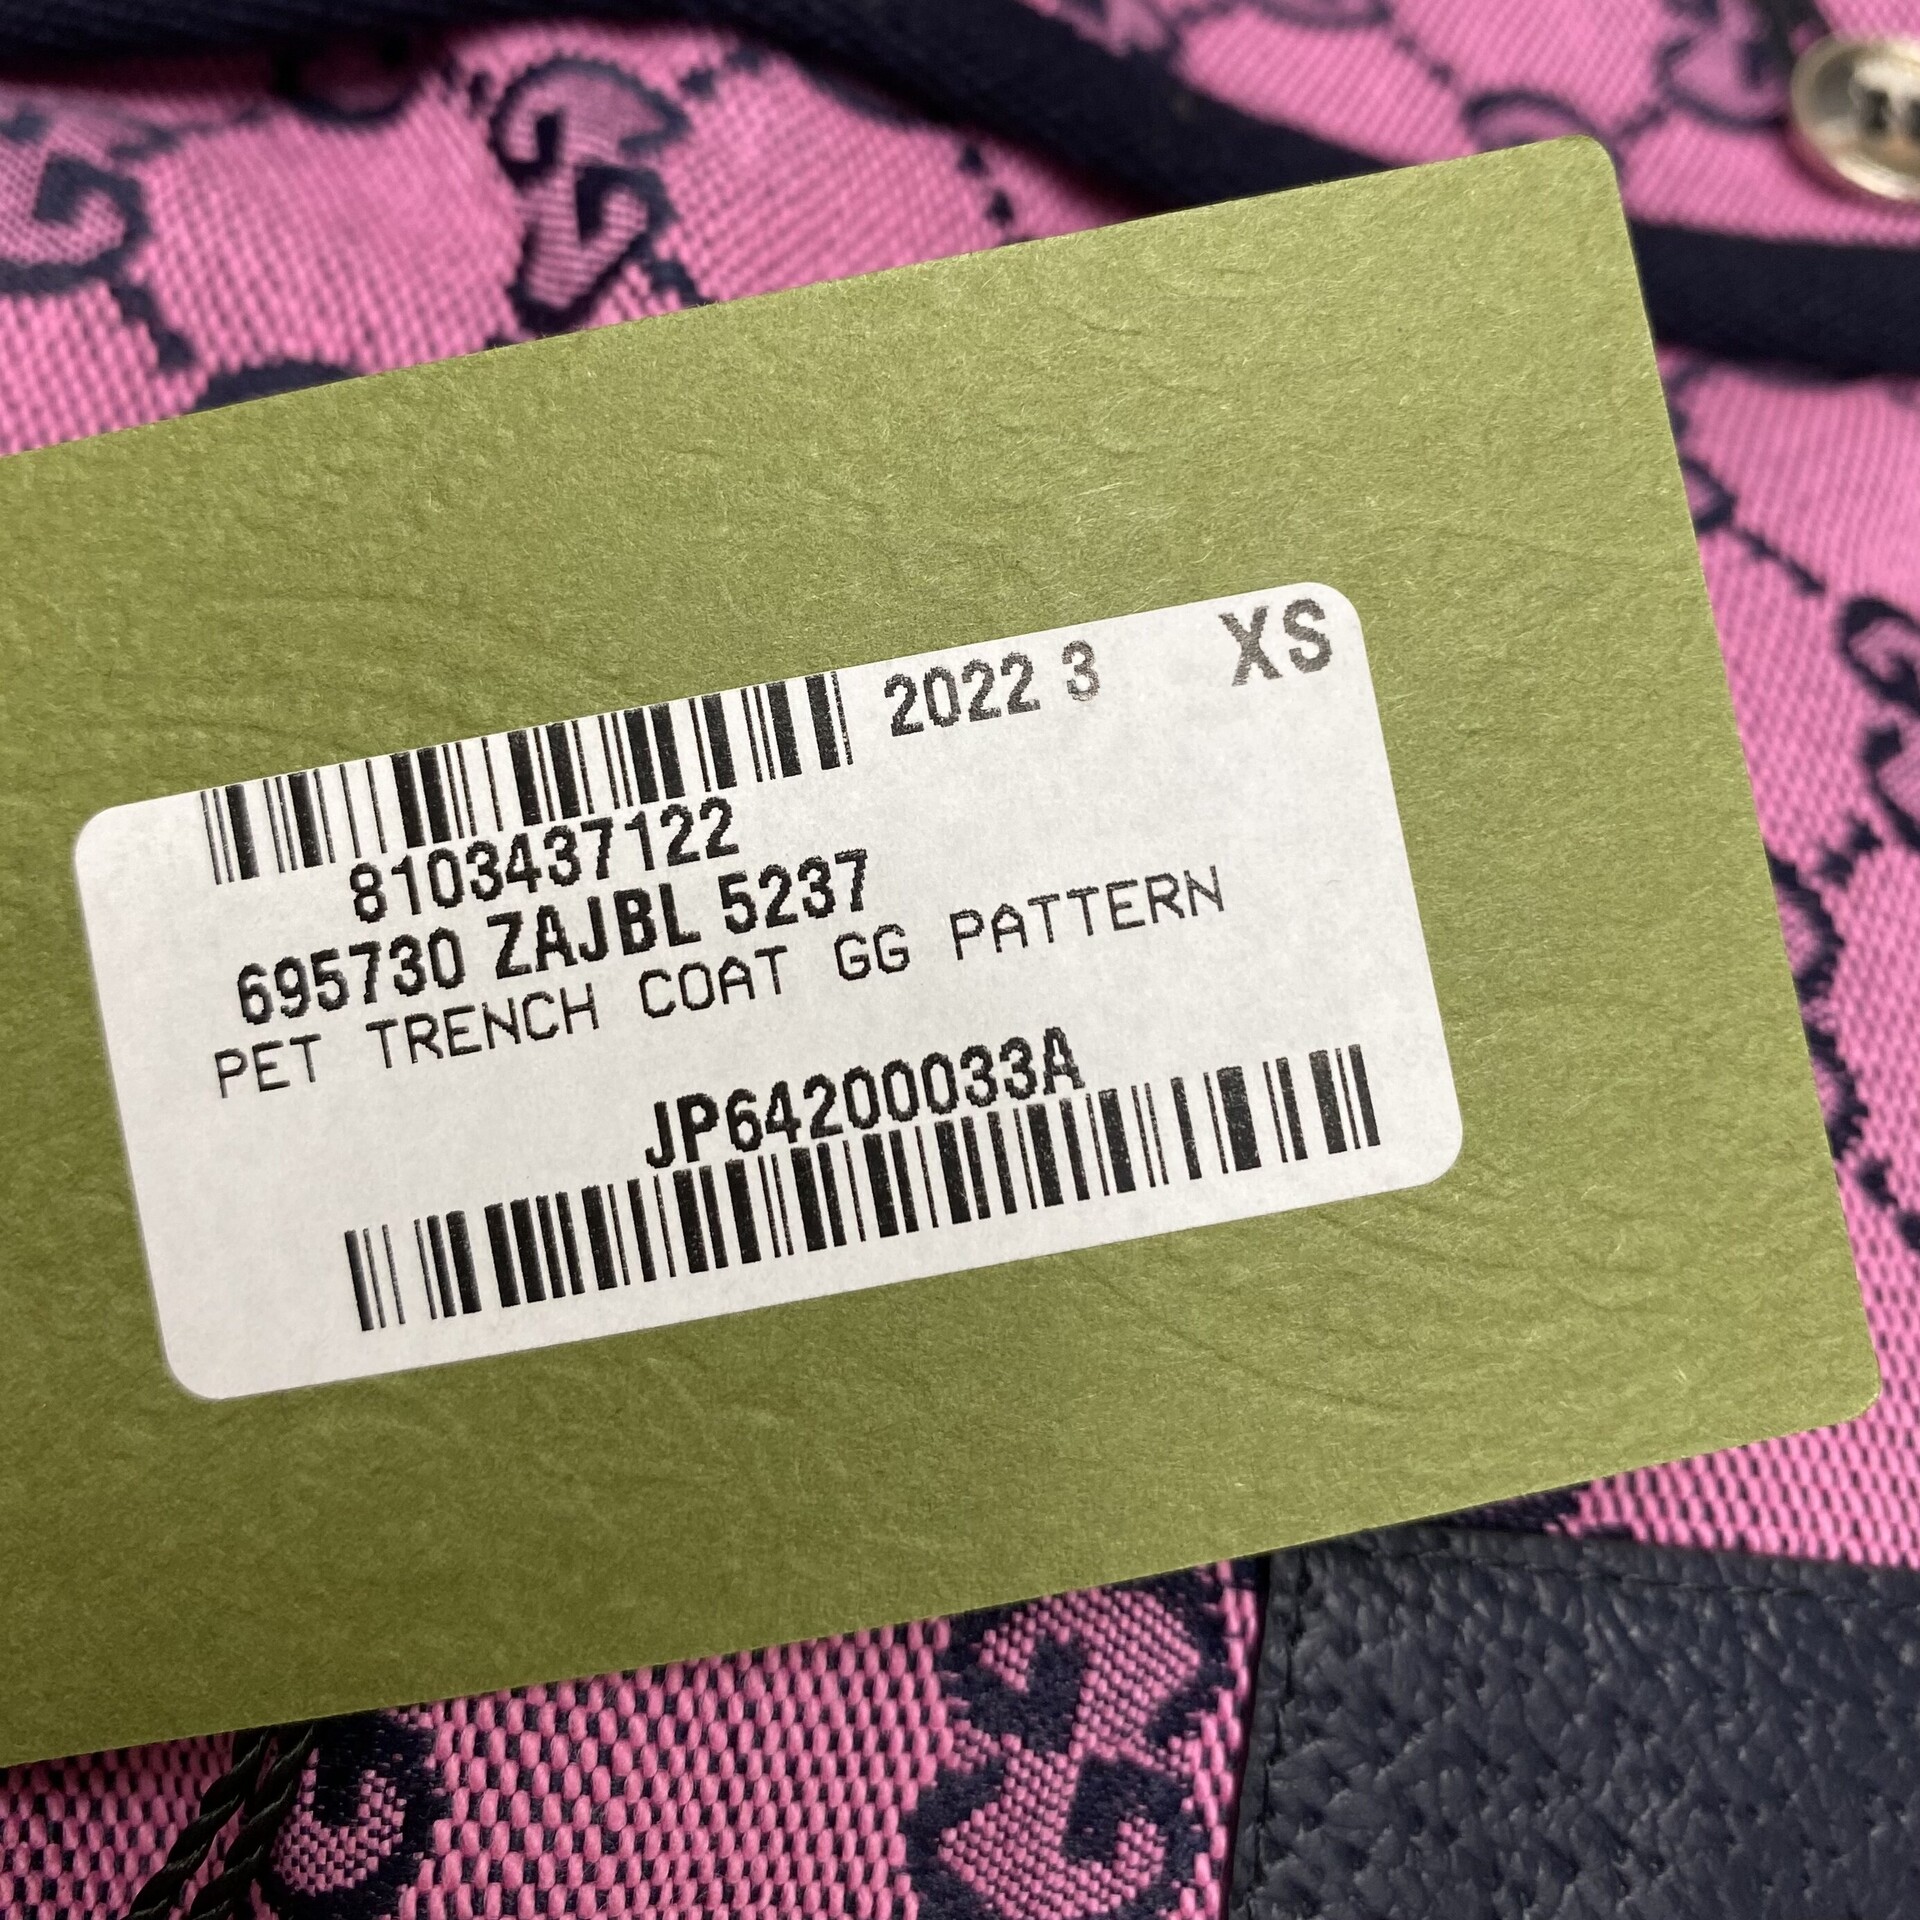 2022 3 XS
8103437122
695730 ZAJBL 5237
PET TRENCH COAT GG PATTERN
JP64200033A